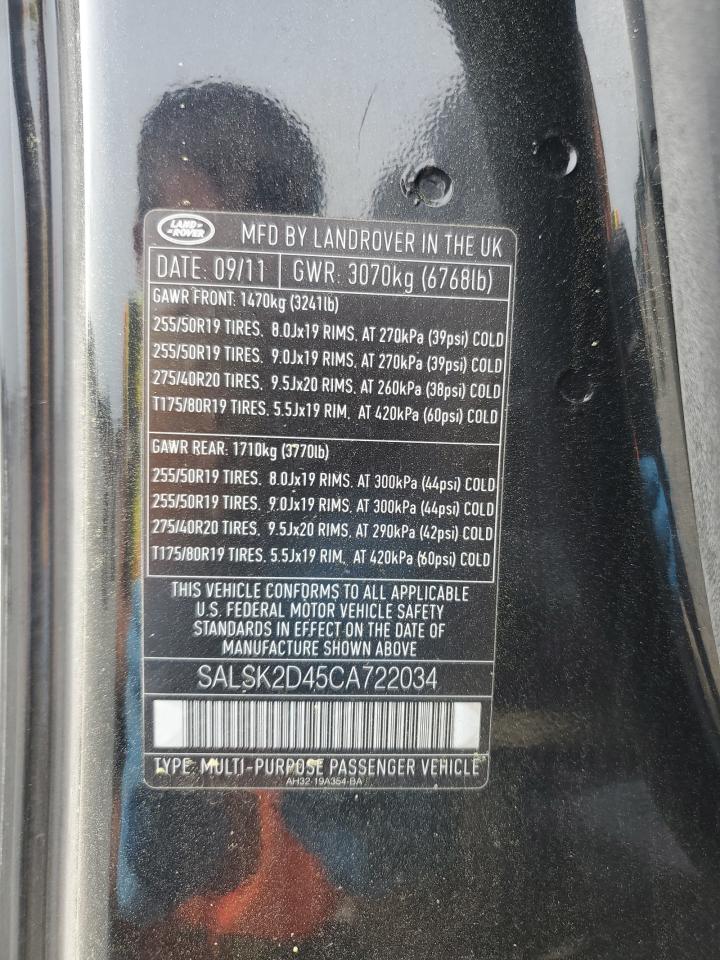 LAND-
-ROVER
MFD BY LANDROVER IN THE UK
DATE: 09/11 GWR: 3070kg (6768lb)
GAWR FRONT: 1470kg (3241lb)
255/50R19 TIRES, 8.0Jx19 RIMS, AT 270kPa (39psi) COLD
255/50R19 TIRES, 9.0Jx19 RIMS, AT 270kPa (39psi) COLD
275/40R20 TIRES, 9.5Jx20 RIMS, AT 260kPa (38psi) COLD
T175/80R19 TIRES, 5.5Jx19 RIM, AT 420kPa (60psi) COLD
GAWR REAR: 1710kg (3770lb)
255/50R19 TIRES, 8.0Jx19 RIMS, AT 300kPa (44psi) COLD
255/50R19 TIRES, 9.0Jx19 RIMS, AT 300kPa (44psi) COLD
275/40R20 TIRES, 9.5Jx20 RIMS, AT 290kPa (42psi) COLD
T175/80R19 TIRES, 5.5Jx19 RIM, AT 420kPa (60psi) COLD
THIS VEHICLE CONFORMS TO ALL APPLICABLE
U.S. FEDERAL MOTOR VEHICLE SAFETY
STANDARDS IN EFFECT ON THE DATE OF
MANUFACTURE SHOWN ABOVE
SALSK2D45CA722034
TYPE: MULTI-PURPOSE PASSENGER VEHICLE
AH32-19A354-BA